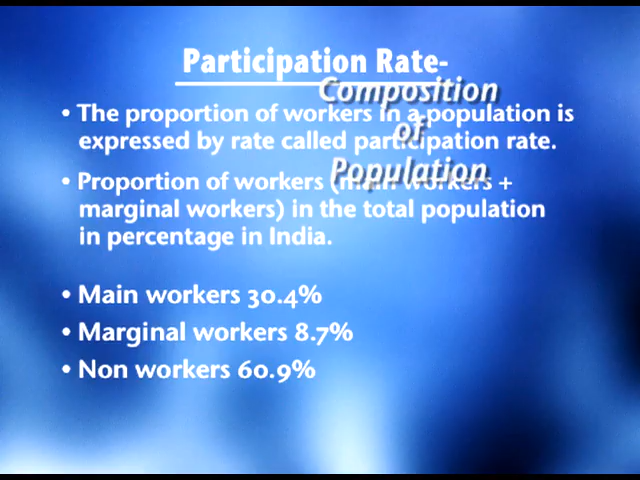 Participation Rate-
Composition
of
Population
• The proportion of workers in a population is
expressed by rate called participation rate.
• Proportion of workers (main workers +
marginal workers) in the total population
in percentage in India.
• Main workers 30.4%
• Marginal workers 8.7%
• Non workers 60.9%